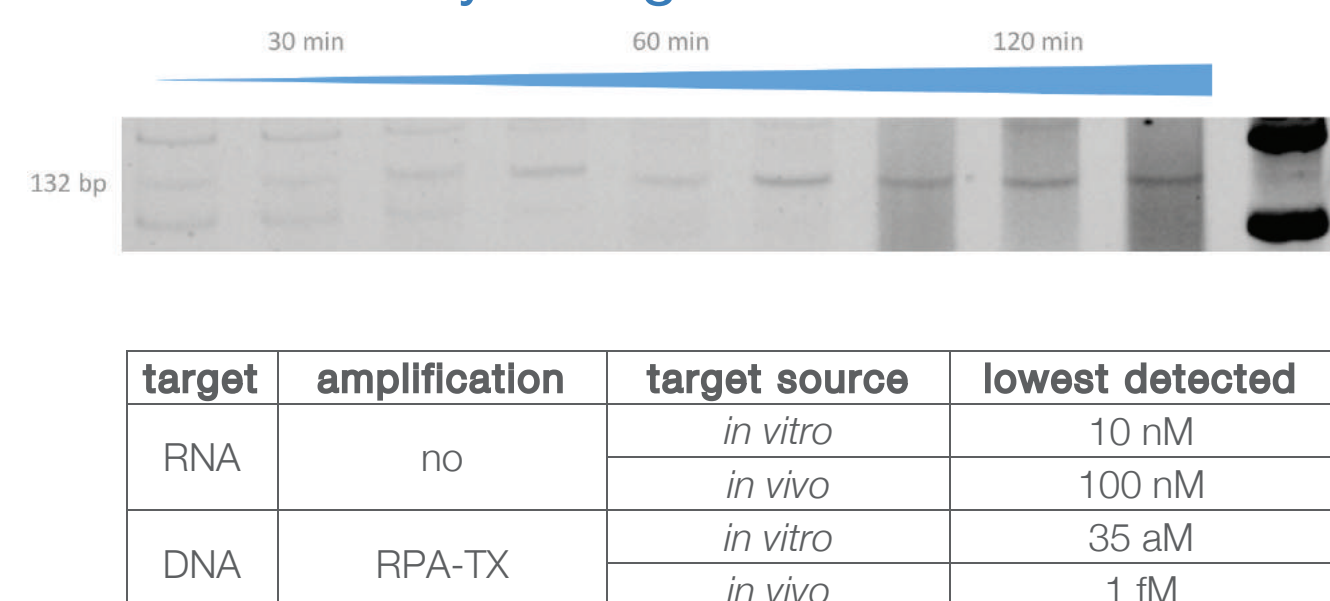 30 min 60 min 120 min
132 bp
target amplification target source lowest detected
RNA no in vitro 10 nM
in vivo 100 nM
DNA RPA-TX in vitro 35 aM
in vivo 1 fM